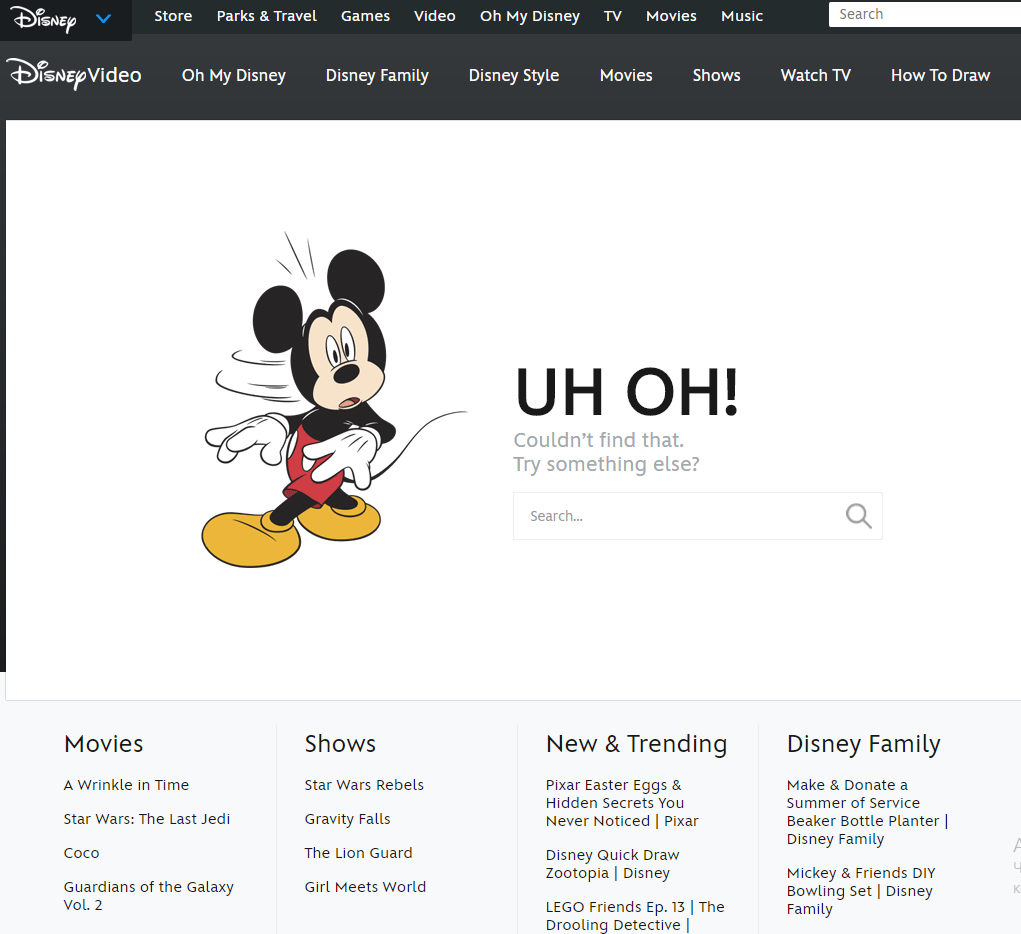 Disney Store Parks & Travel Games Video Oh My Disney TV Movies Music Search
Disney Video Oh My Disney Disney Family Disney Style Movies Shows Watch TV How To Draw
UH OH!
Couldn't find that.
Try something else?
Search...
Movies
A Wrinkle in Time
Star Wars: The Last Jedi
Coco
Guardians of the Galaxy
Vol. 2
Shows
Star Wars Rebels
Gravity Falls
The Lion Guard
Girl Meets World
New & Trending
Pixar Easter Eggs &
Hidden Secrets You
Never Noticed | Pixar
Disney Quick Draw
Zootopia | Disney
LEGO Friends Ep. 13 | The
Drooling Detective |
Disney Family
Make & Donate a
Summer of Service
Beaker Bottle Planter |
Disney Family
Mickey & Friends DIY
Bowling Set | Disney
Family